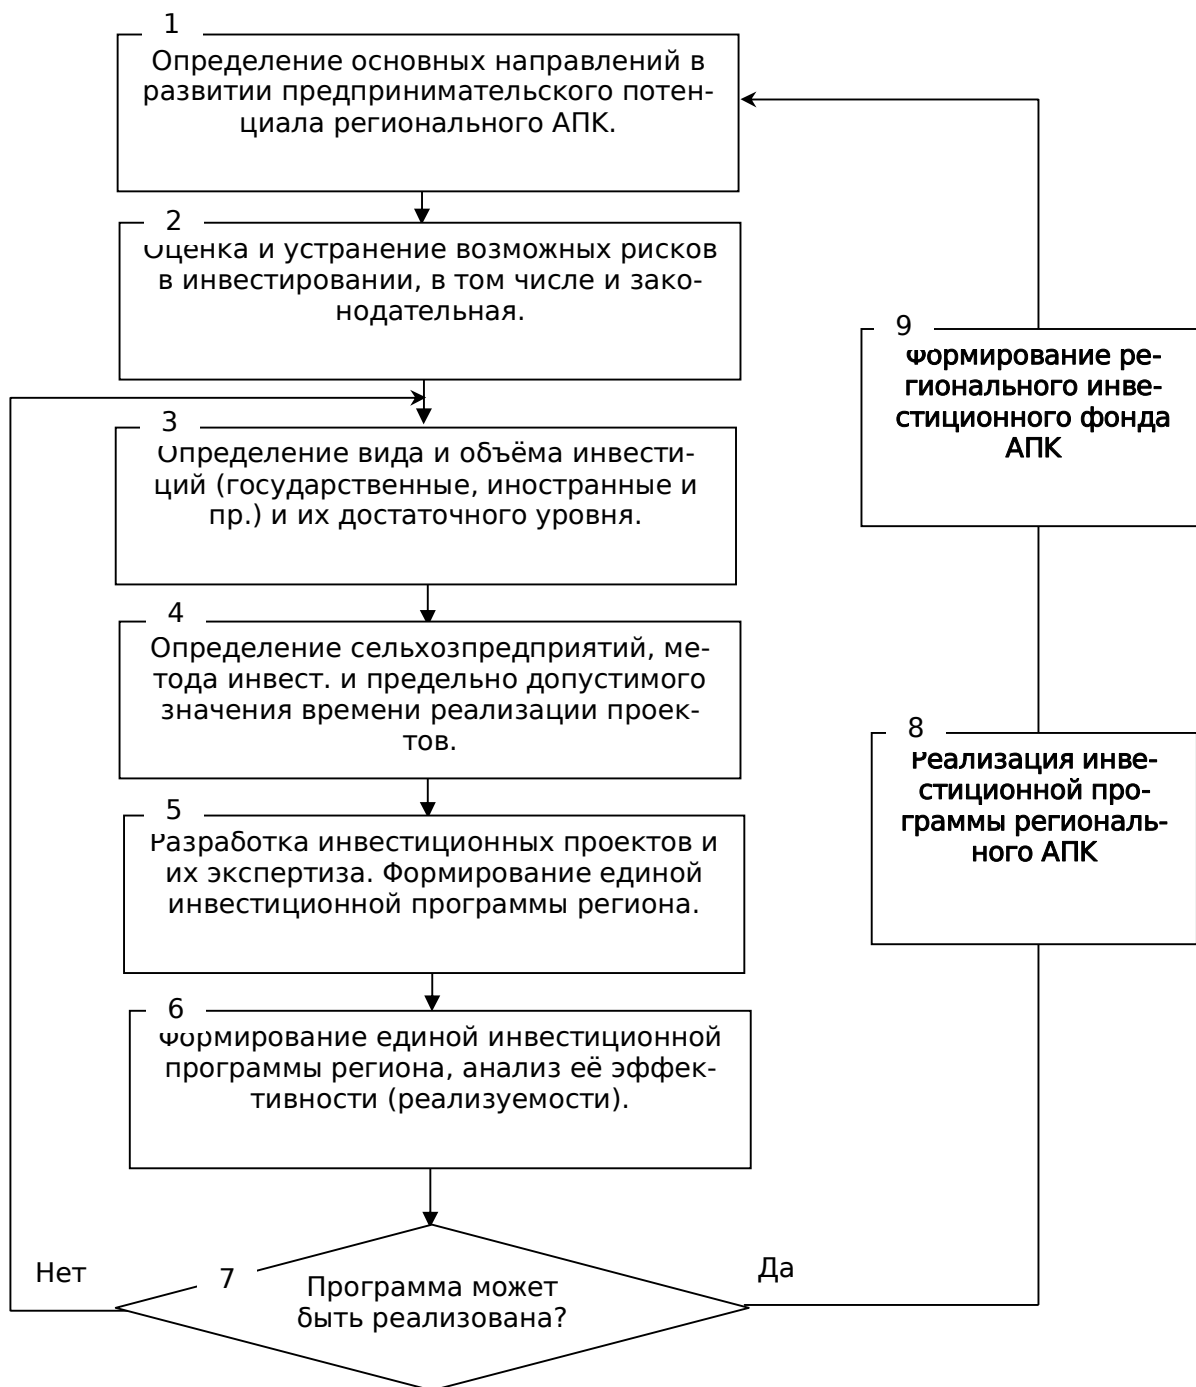 1
Определение основных направлений в
развитии предпринимательского потен-
циала регионального АПК.
2
Оценка и устранение возможных рисков
в инвестировании, в том числе и зако-
нодательная.
3
Определение вида и объёма инвести-
ций (государственные, иностранные и
пр.) и их достаточного уровня.
4
Определение сельхозпредприятий, ме-
тода инвест. и предельно допустимого
значения времени реализации проек-
тов.
5
Разработка инвестиционных проектов и
их экспертиза. Формирование единой
инвестиционной программы региона.
6
Формирование единой инвестиционной
программы региона, анализ её эффек-
тивности (реализуемости).
7
Программа может
быть реализована?
Нет
Да
8
Реализация инве-
стиционной про-
граммы региональ-
ного АПК
9
Формирование ре-
гионального инве-
стиционного фонда
АПК